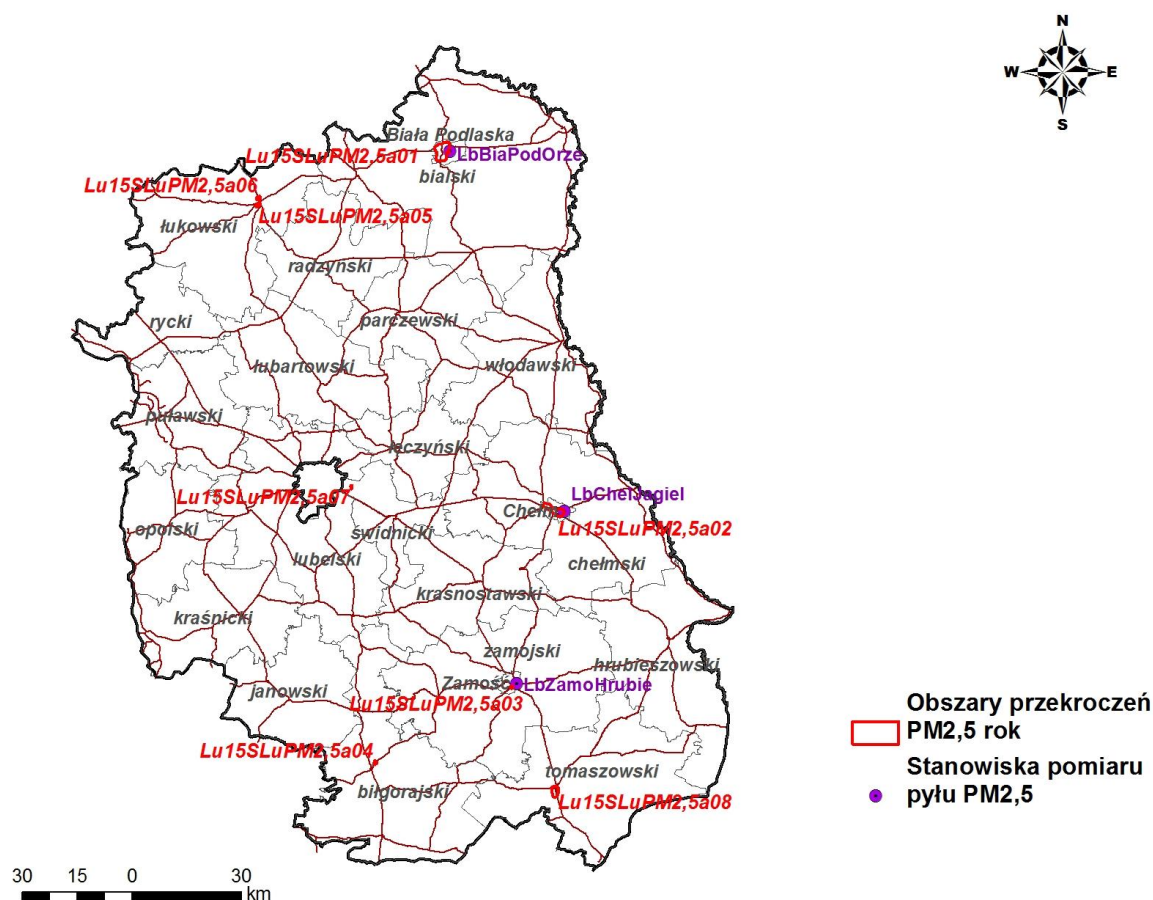 N
W
E
S
Biała Podlaska
Lu15SLuPM2,5a01
LbBiaPodOrze
bialski
Lu15SLuPM2,5a06
Lu15SLuPM2,5a05
łukowski
radzyński
rycki
parczewski
lubartowski
włodawski
puławski
łęczyński
Lu15SLuPM2,5a07
LbChelJagiel
Chełm
opolski
świdnicki
Lu15SLuPM2,5a02
lubelski
chełmski
krasnostawski
kraśnicki
zamojski
hrubieszowski
Zamość
LbZamoHrubie
janowski
Lu15SLuPM2,5a03
Lu15SLuPM2,5a04
tomaszowski
biłgorajski
Lu15SLuPM2,5a08
Obszary przekroczeń
PM2,5 rok
Stanowiska pomiaru
pyłu PM2,5
30 15 0 30
km